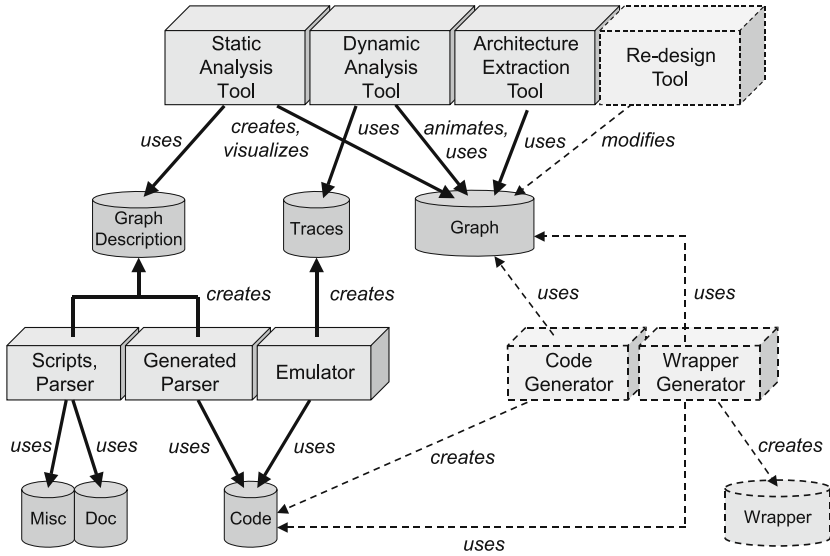 Static
Analysis
Tool
Dynamic
Analysis
Tool
Architecture
Extraction
Tool
Re-design
Tool
uses
creates,
visualizes
uses
animates,
uses
uses
modifies
Graph
Description
Traces
Graph
creates
creates
uses
uses
Scripts,
Parser
Generated
Parser
Emulator
Code
Generator
Wrapper
Generator
uses
uses
uses
uses
creates
creates
Misc
Doc
Code
Wrapper
uses